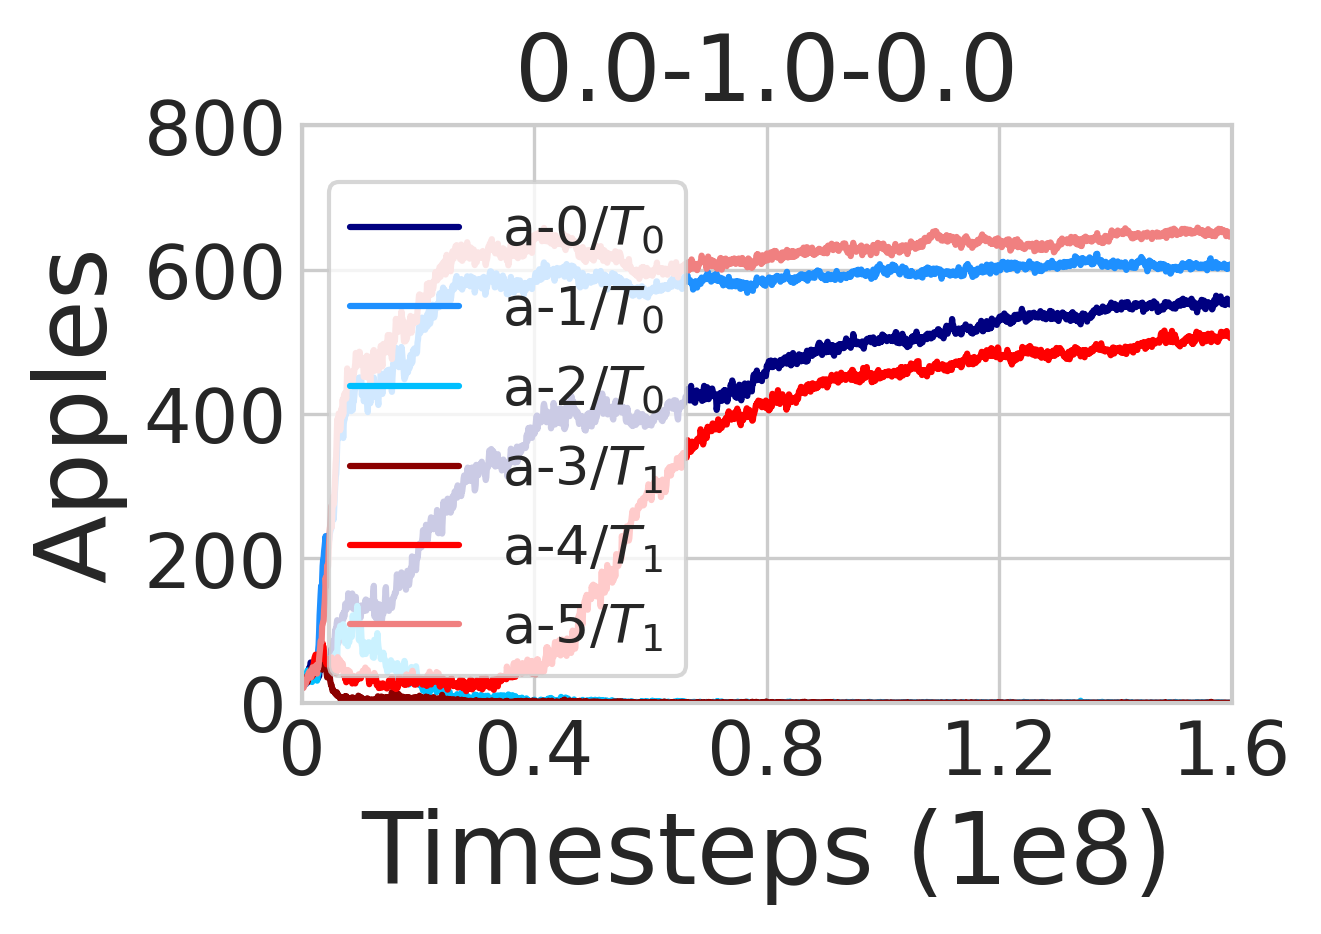 0.0-1.0-0.0
Apples
800
600
400
200
0
a-0/T₀
a-1/T₀
a-2/T₀
a-3/T₁
a-4/T₁
a-5/T₁
0 0.4 0.8 1.2 1.6
Timesteps (1e8)